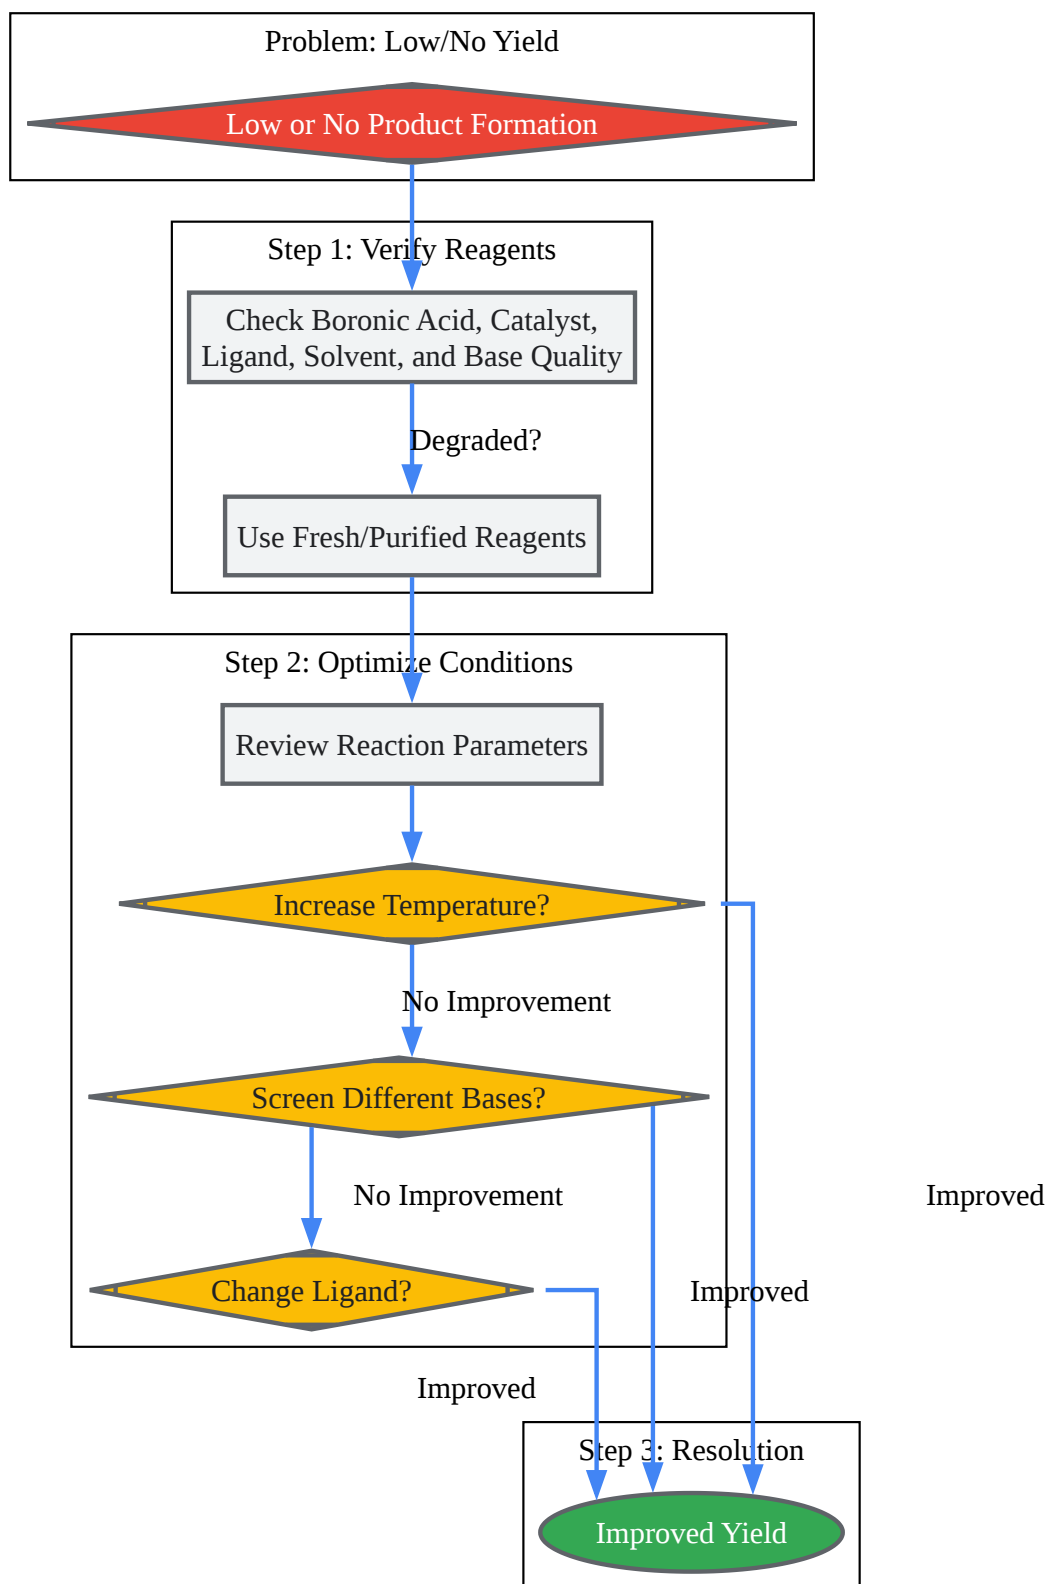 Problem: Low/No Yield
Low or No Product Formation
Step 1: Verify Reagents
Check Boronic Acid, Catalyst,
Ligand, Solvent, and Base Quality
Degraded?
Use Fresh/Purified Reagents
Step 2: Optimize Conditions
Review Reaction Parameters
Increase Temperature?
No Improvement
Screen Different Bases?
No Improvement
Improved
Change Ligand?
Improved
Improved
Step 3: Resolution
Improved Yield